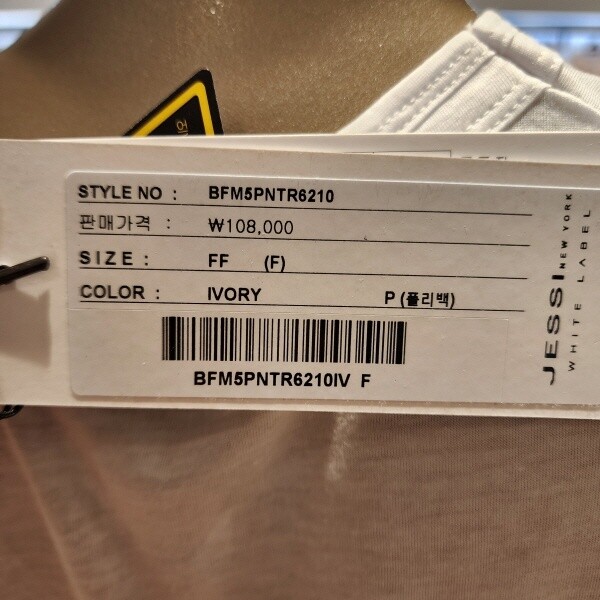 STYLE NO : BFM5PNTR6210
판매가격 : ₩108,000
SIZE : FF (F)
COLOR : IVORY P (폴리백)
BFM5PNTR6210IV F
JESSI NEW YORK
WHITE LABEL